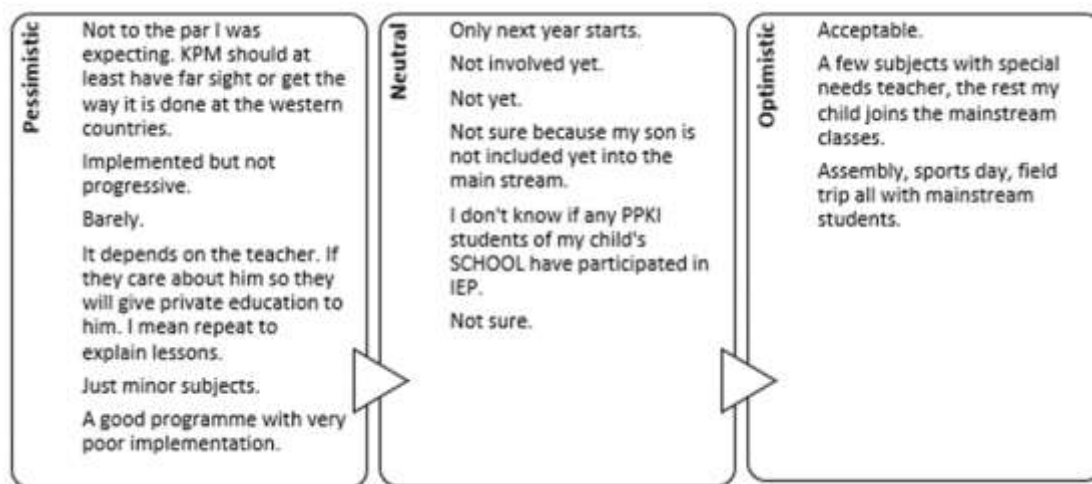 Pessimistic
Not to the par I was
expecting. KPM should at
least have far sight or get the
way it is done at the western
countries.
Implemented but not
progressive.
Barely.
It depends on the teacher. If
they care about him so they
will give private education to
him. I mean repeat to
explain lessons.
Just minor subjects.
A good programme with very
poor implementation.
Neutral
Only next year starts.
Not involved yet.
Not yet.
Not sure because my son is
not included yet into the
main stream.
I don't know if any PPKI
students of my child's
SCHOOL have participated in
IEP.
Not sure.
Optimistic
Acceptable.
A few subjects with special
needs teacher, the rest my
child joins the mainstream
classes.
Assembly, sports day, field
trip all with mainstream
students.